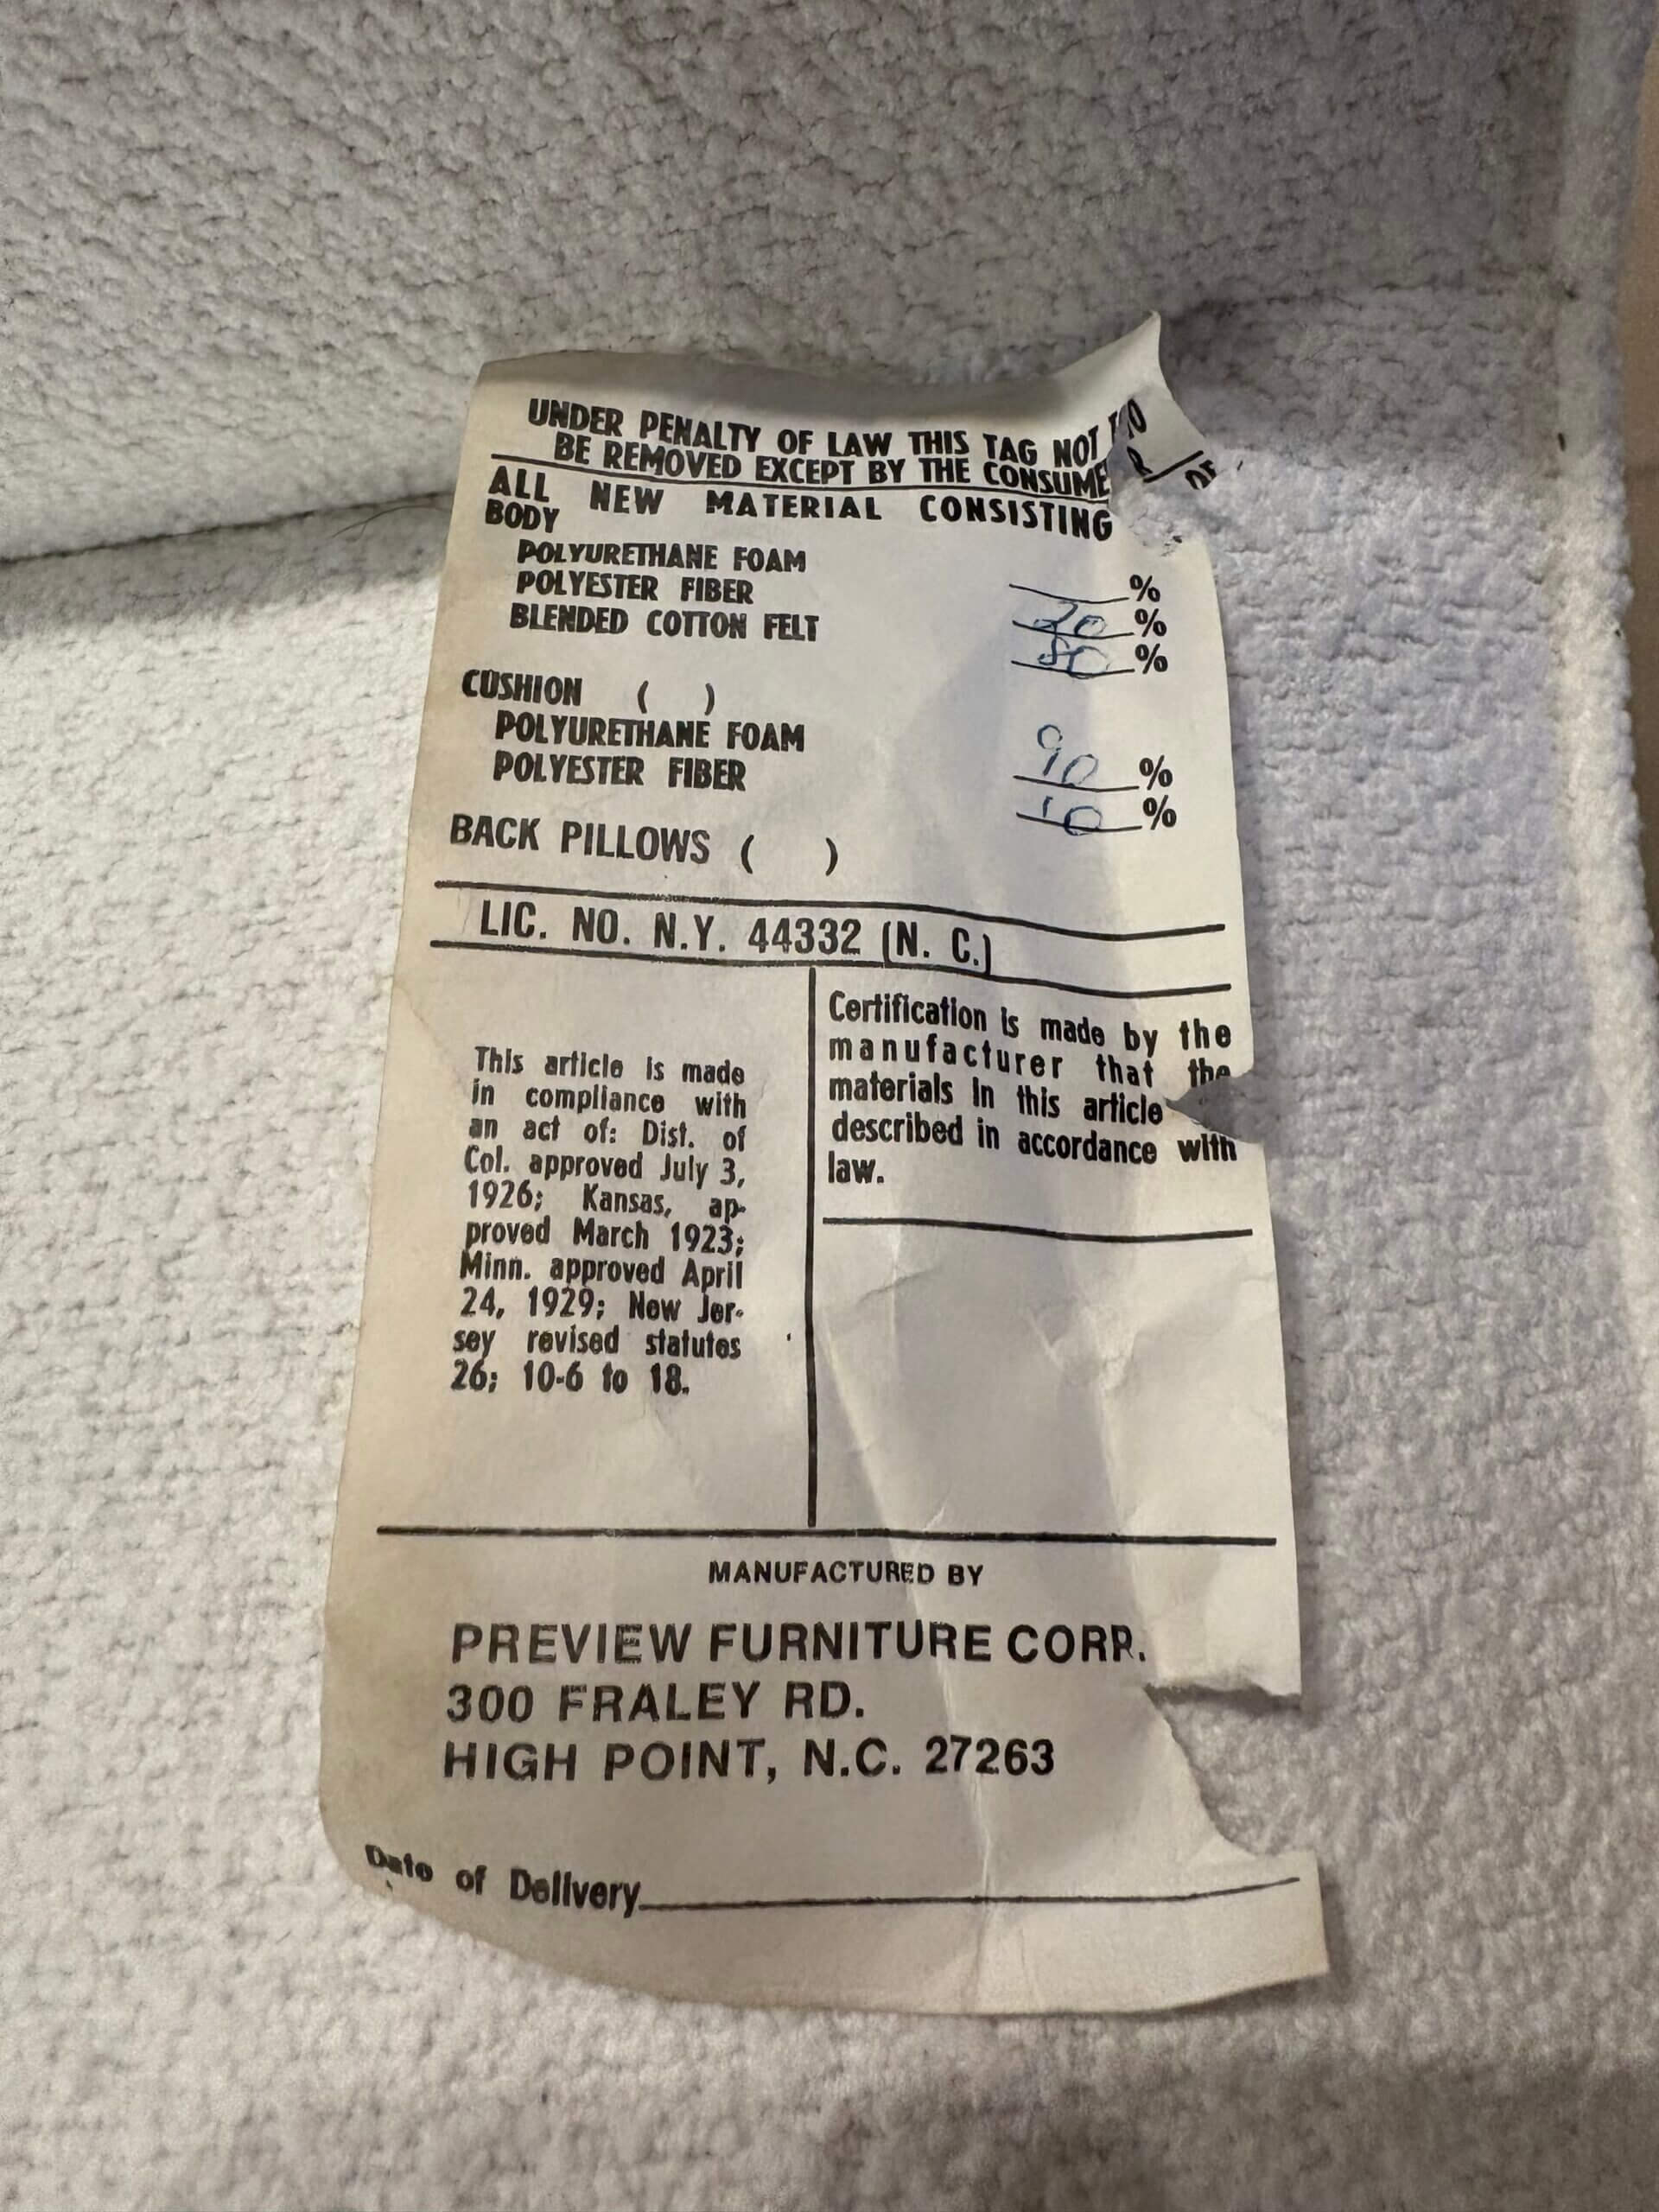 UNDER PENALTY OF LAW THIS TAG NOT TO
BE REMOVED EXCEPT BY THE CONSUMER
ALL NEW MATERIAL CONSISTING OF
BODY
POLYURETHANE FOAM %
POLYESTER FIBER 20 %
BLENDED COTTON FELT 80 %
CUSHION ( )
POLYURETHANE FOAM 90 %
POLYESTER FIBER 10 %
BACK PILLOWS ( )
LIC. NO. N.Y. 44332 (N. C.)
This article is made
in compliance with
an act of: Dist. of
Col. approved July 3,
1926; Kansas, ap-
proved March 1923;
Minn. approved April
24, 1929; New Jer-
sey revised statutes
26; 10-6 to 18.
Certification is made by the
manufacturer that the
materials in this article
described in accordance with
law.
MANUFACTURED BY
PREVIEW FURNITURE CORP.
300 FRALEY RD.
HIGH POINT, N.C. 27263
Date of Delivery